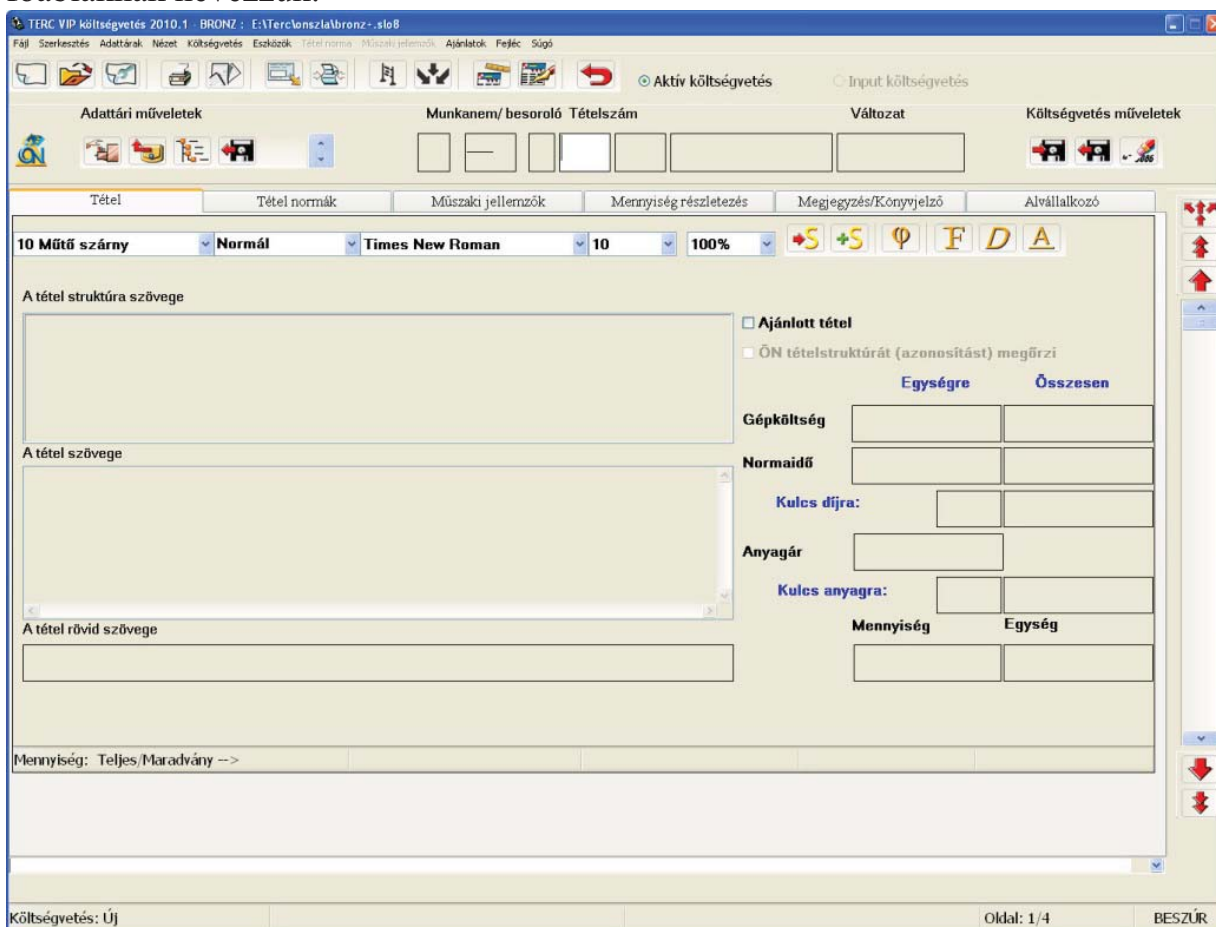 főablaknak nevezzük:
TERC VIP költségvetés 2010.1 - BRONZ : E:\Terc\onszla\bronz-.slo8
Fájl Szerkesztés Adattárak Nézet Költségvetés Eszközök Tétel norma Műszaki jellemzők Ajánlatok Fejléc Súgó
Aktív költségvetés Input költségvetés
Adattári műveletek Munkanem/ besoroló Tételszám Változat Költségvetés műveletek
ÖN
Tétel Tétel normák Műszaki jellemzők Mennyiség részletezés Megjegyzés/Könyvjelző Alvállalkozó
10 Műtő szárny Normál Times New Roman 10 100% S +S φ F D A
A tétel struktúra szövege
Ajánlott tétel
ÖN tételstruktúrát (azonosítást) megőrzi
Egységre Összesen
Gépköltség
A tétel szövege
Normaidő
Kulcs díjra:
Anyagár
Kulcs anyagra:
A tétel rövid szövege
Mennyiség Egység
Mennyiség: Teljes/Maradvány -->
Költségvetés: Új Oldal: 1/4 BESZÚR